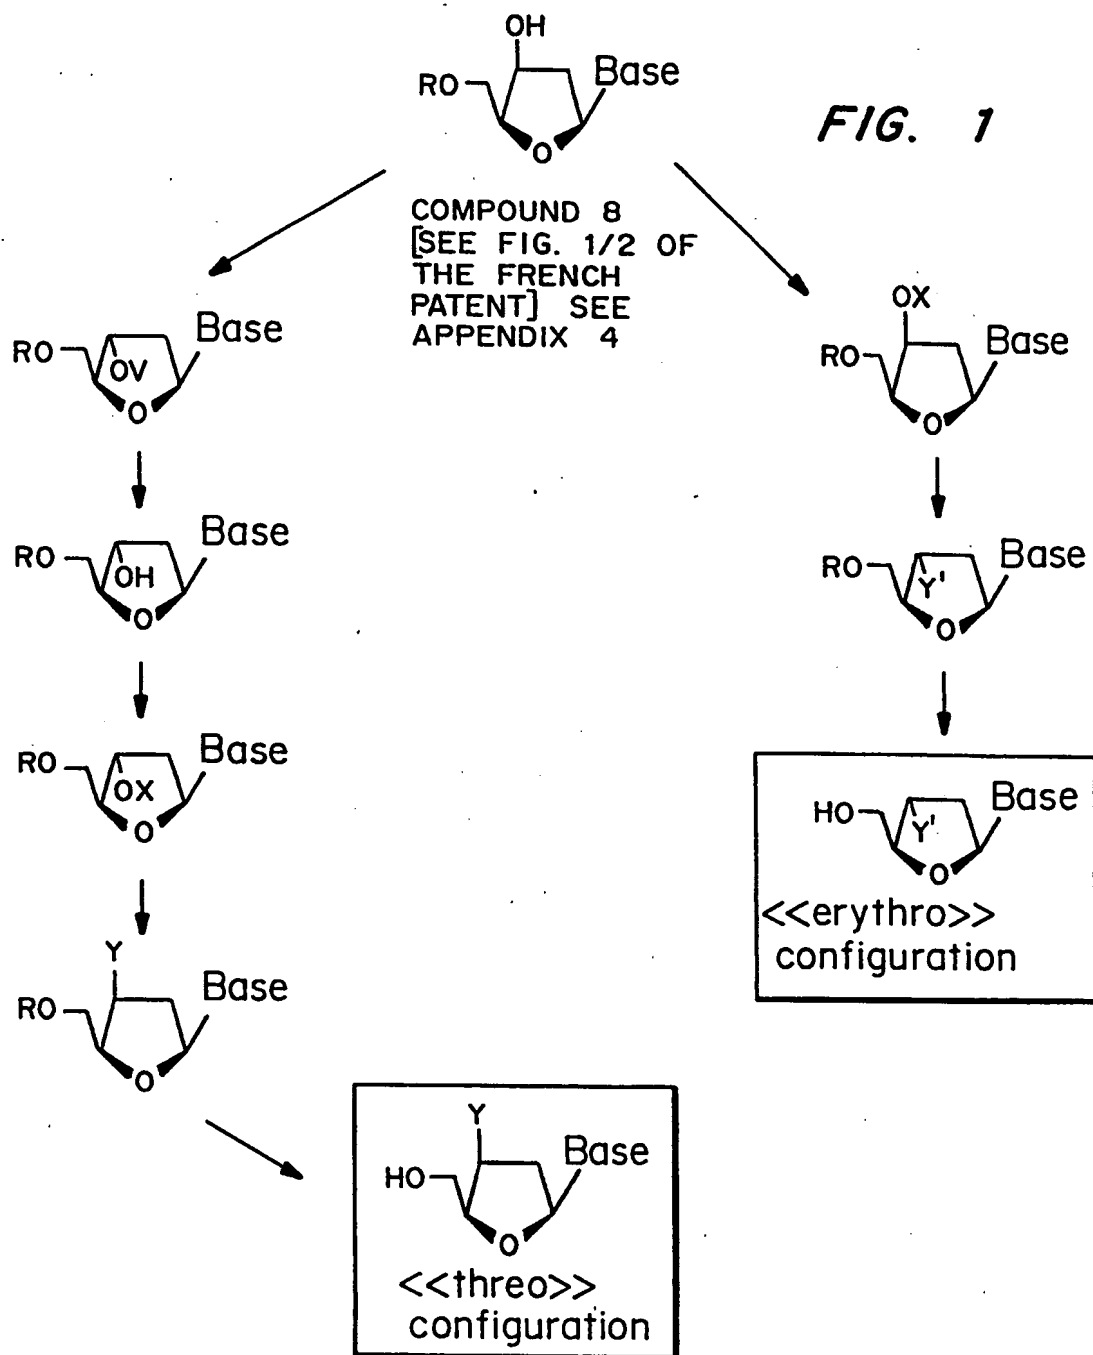 FIG. 1
OH
RO
Base
O
COMPOUND 8
[SEE FIG. 1/2 OF
THE FRENCH
PATENT] SEE
APPENDIX 4
RO
OV
Base
O
RO
OH
Base
O
RO
OX
Base
O
Y
RO
Base
O
Y
HO
Base
O
<<threo>>
configuration
OX
RO
Base
O
RO
Y'
Base
O
HO
Y'
Base
O
<<erythro>>
configuration